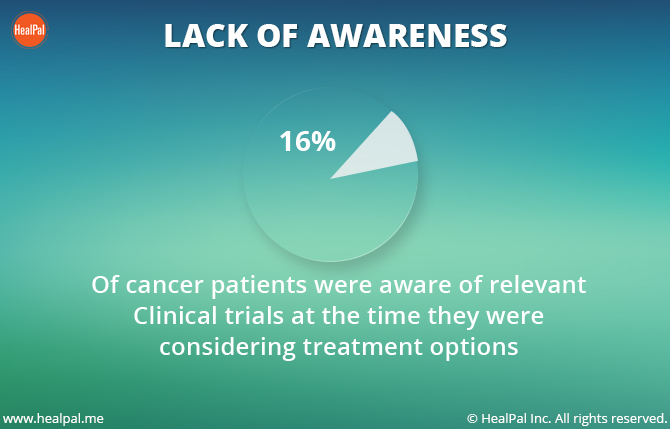 HealPal
LACK OF AWARENESS
16%
Of cancer patients were aware of relevant
Clinical trials at the time they were
considering treatment options
www.healpal.me
© HealPal Inc. All rights reserved.